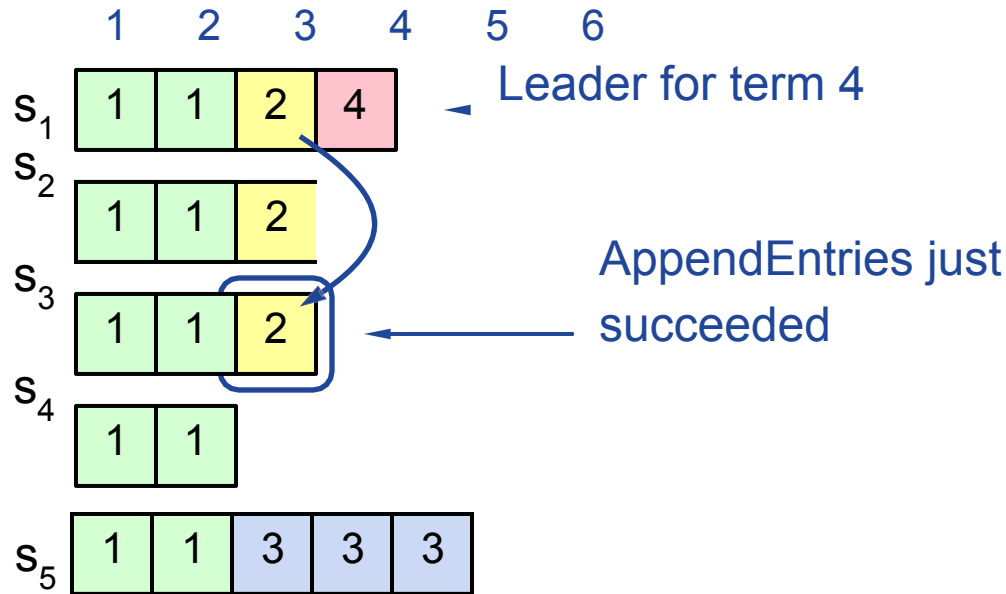 1 2 3 4 5 6
Leader for term 4
s1 1 1 2 4
s2
1 1 2
AppendEntries just
s3
1 1 2
succeeded
s4
1 1
s5 1 1 3 3 3